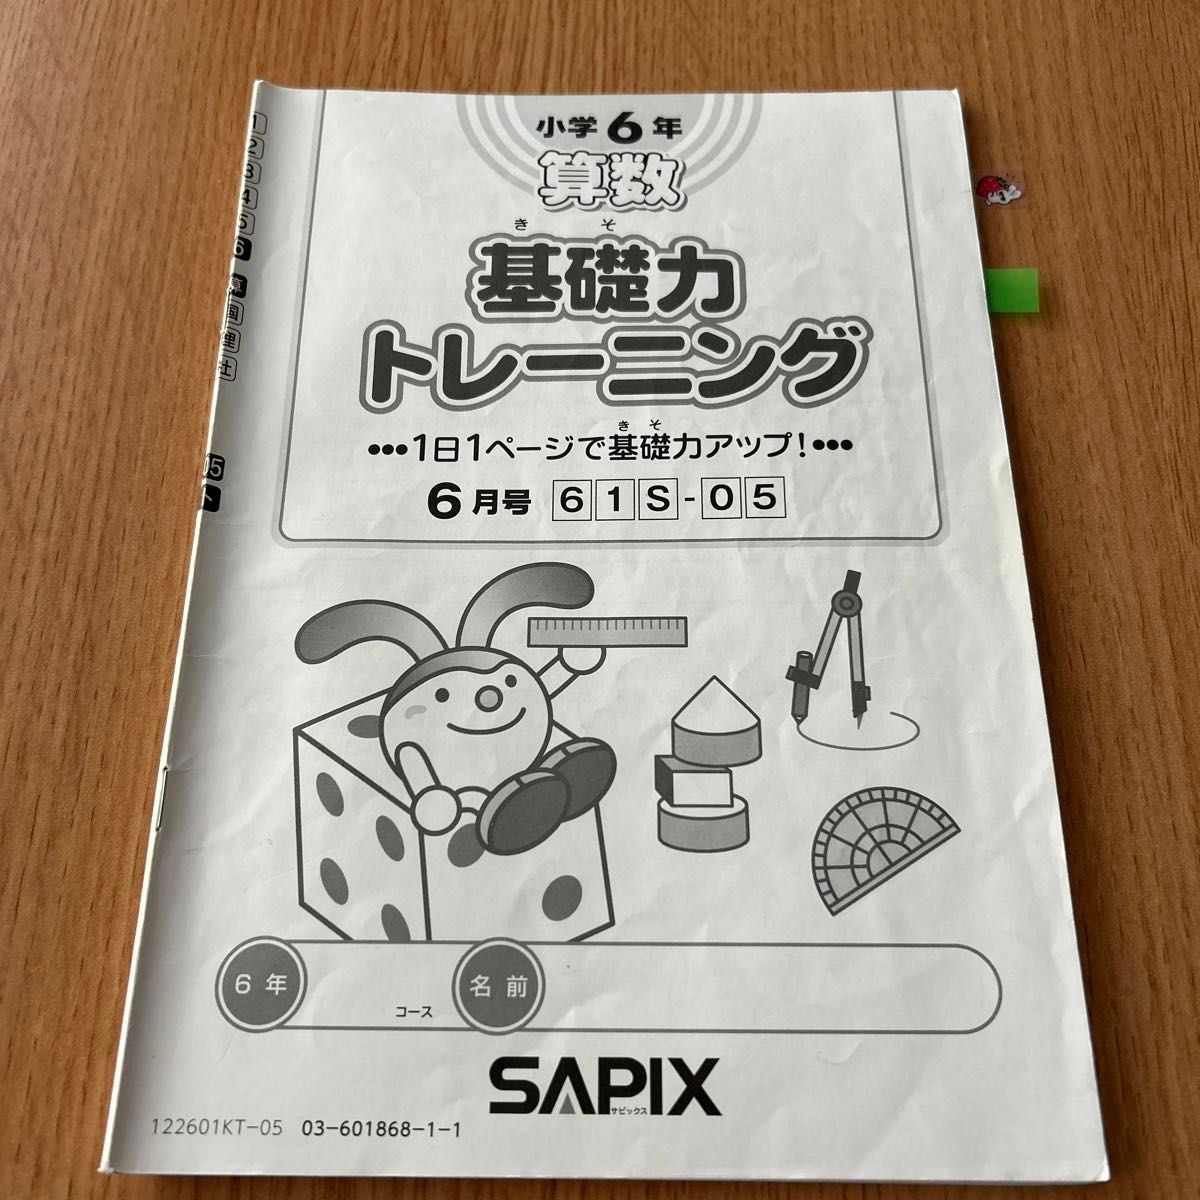 小学6年
算数
きそ
基礎力
トレーニング
きそ
•••1日1ページで基礎力アップ!•••
6月号 61S-05
1
2
3
4
5
6
算
国
理
社
05
6年
コース
名前
SAPIX
サピックス
122601KT-05 03-601868-1-1